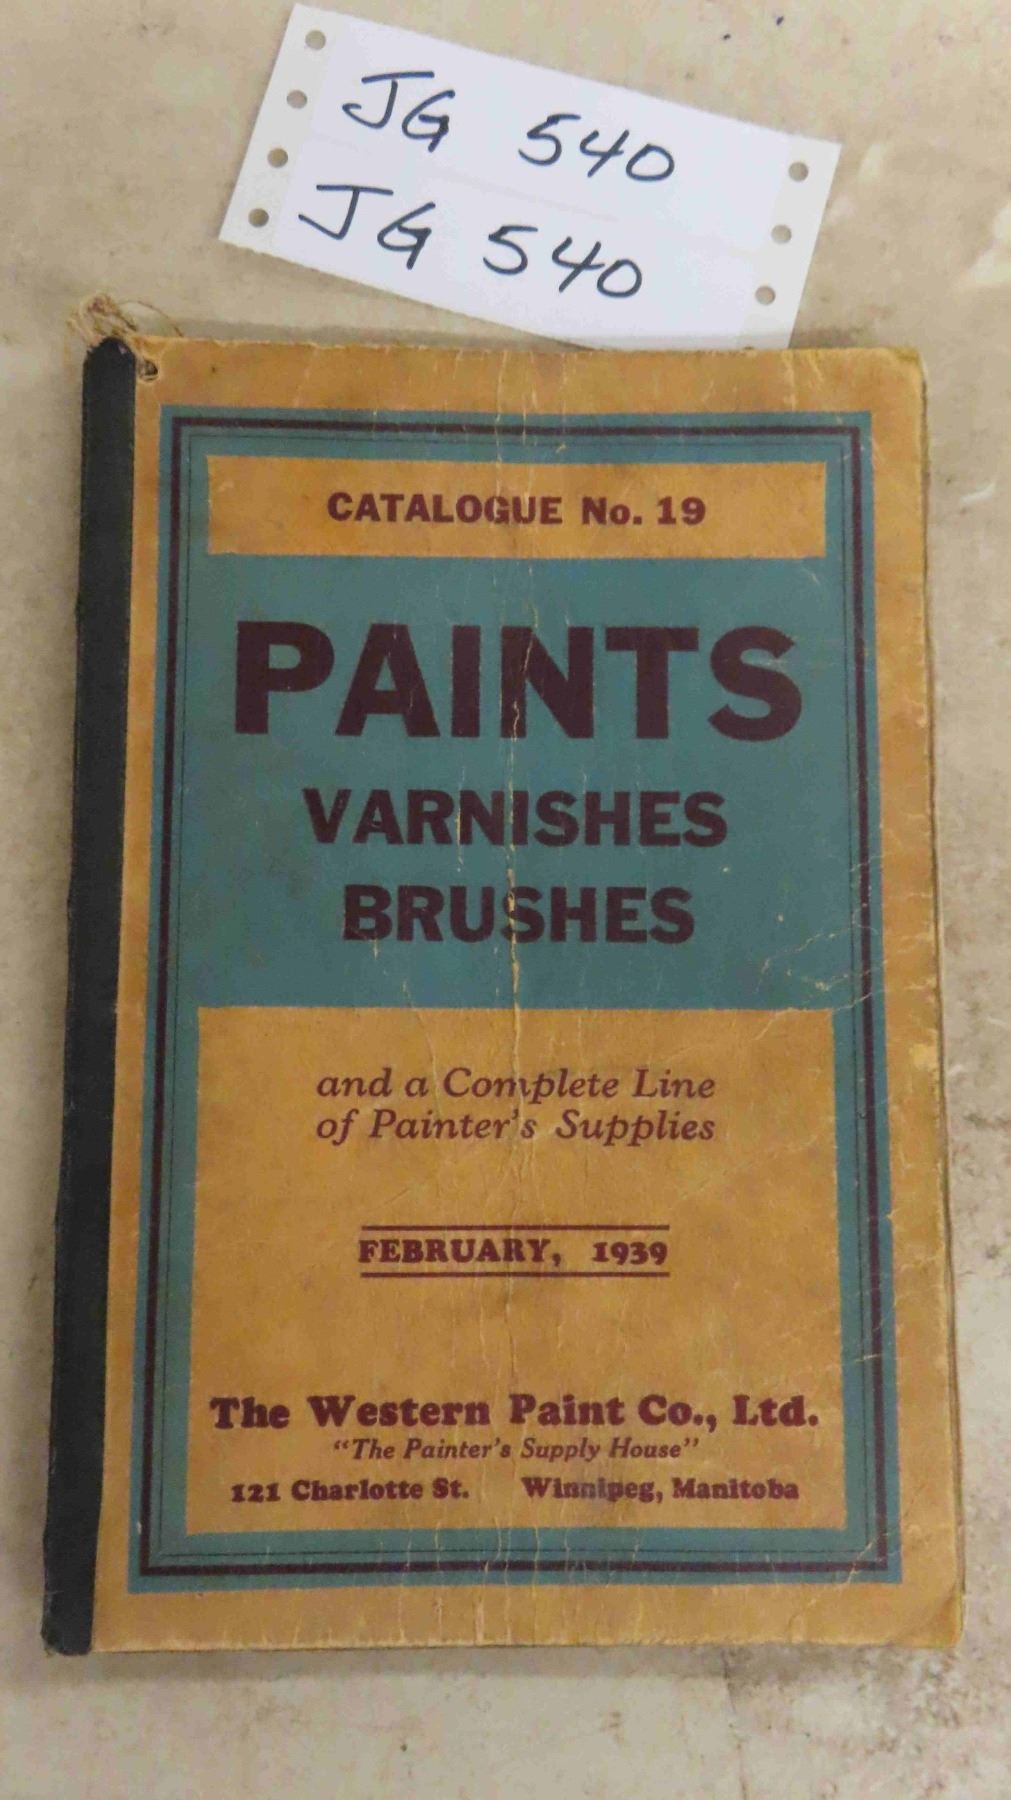 JG 540
JG 540
CATALOGUE No. 19
PAINTS
VARNISHES
BRUSHES
and a Complete Line
of Painter's Supplies
FEBRUARY, 1939
The Western Paint Co., Ltd.
"The Painter's Supply House"
121 Charlotte St. Winnipeg, Manitoba